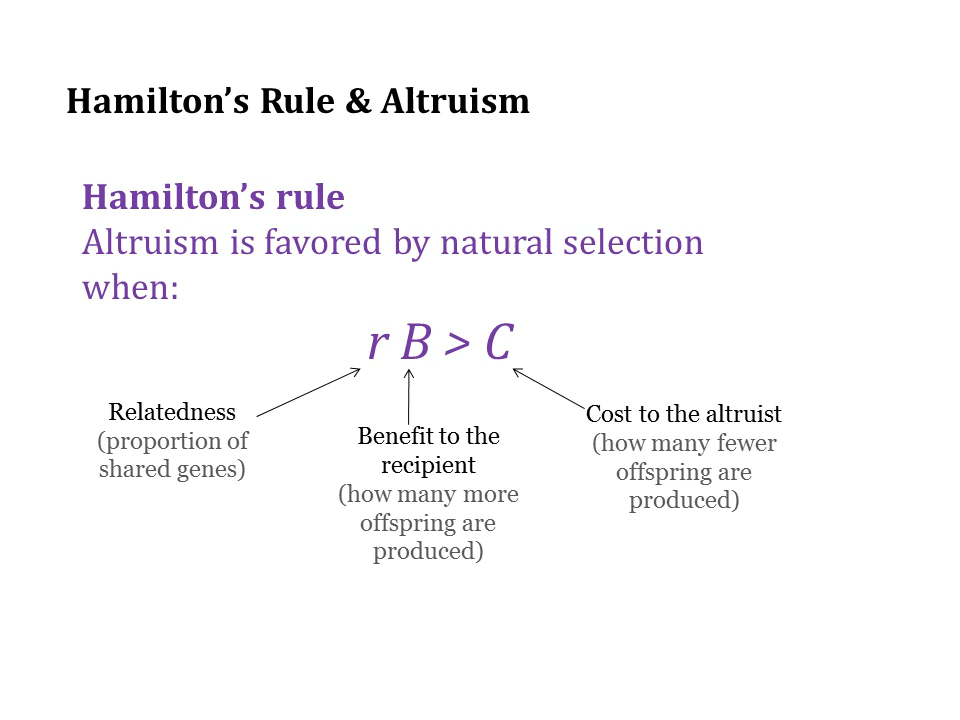 Hamilton’s Rule & Altruism
Hamilton’s rule
Altruism is favored by natural selection
when:
r B > C
Relatedness
(proportion of
shared genes)
Benefit to the
recipient
(how many more
offspring are
produced)
Cost to the altruist
(how many fewer
offspring are
produced)